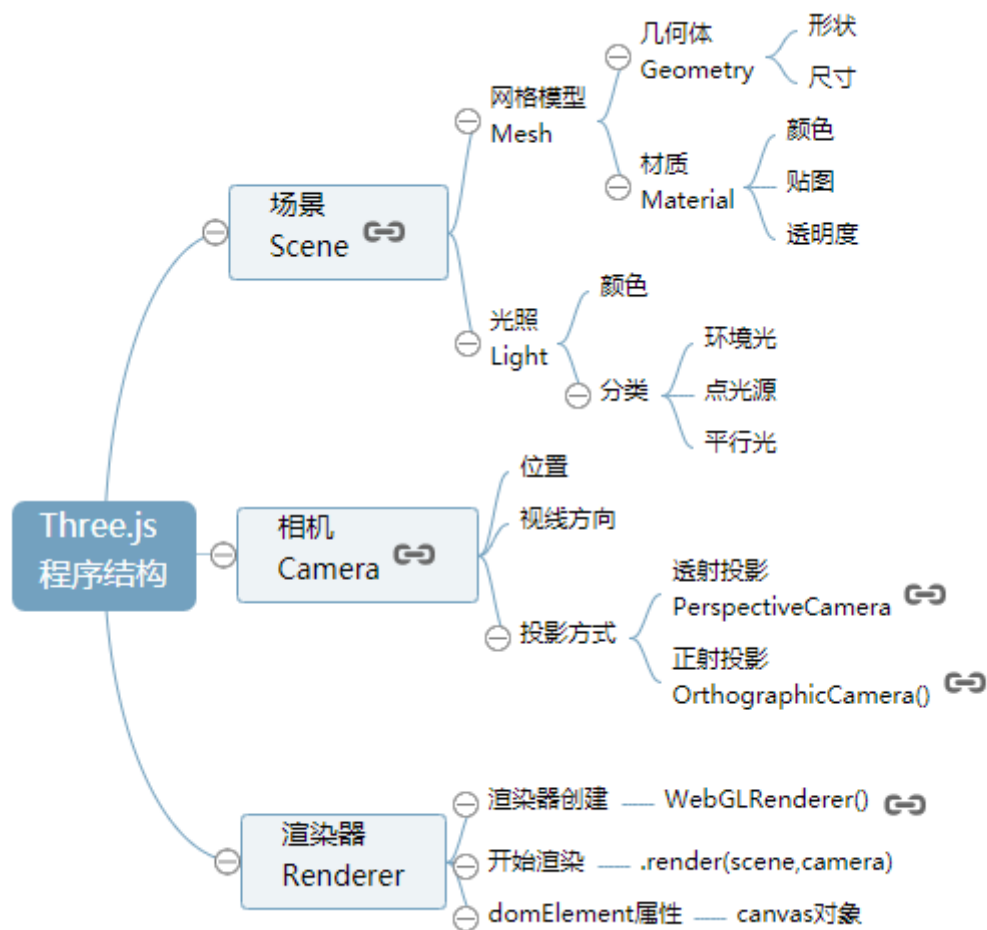 Three.js
程序结构
场景
Scene
网格模型
Mesh
几何体
Geometry
形状
尺寸
材质
Material
颜色
贴图
透明度
光照
Light
颜色
分类
环境光
点光源
平行光
相机
Camera
位置
视线方向
投影方式
透射投影
PerspectiveCamera
正射投影
OrthographicCamera()
渲染器
Renderer
渲染器创建
WebGLRenderer()
开始渲染
.render(scene,camera)
domElement属性
canvas对象